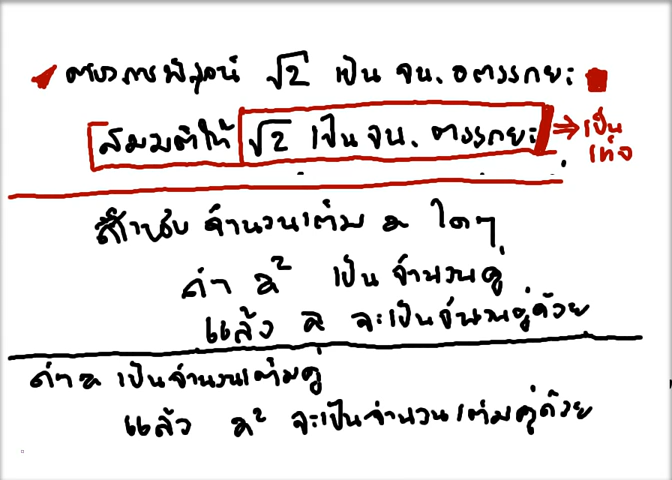 ต้องการพิสูจน์ √2 เป็น จน. อตรรกยะ
สมมติให้ √2 เป็น จน. ตรรกยะ ⇒ เป็น
เท็จ
สำหรับ จำนวนเต็ม a ใดๆ
ถ้า a² เป็น จำนวนคู่
แล้ว a จะเป็นจำนวนคู่ด้วย
ถ้า a เป็นจำนวนเต็มคู่
แล้ว a² จะเป็นจำนวนเต็มคู่ด้วย